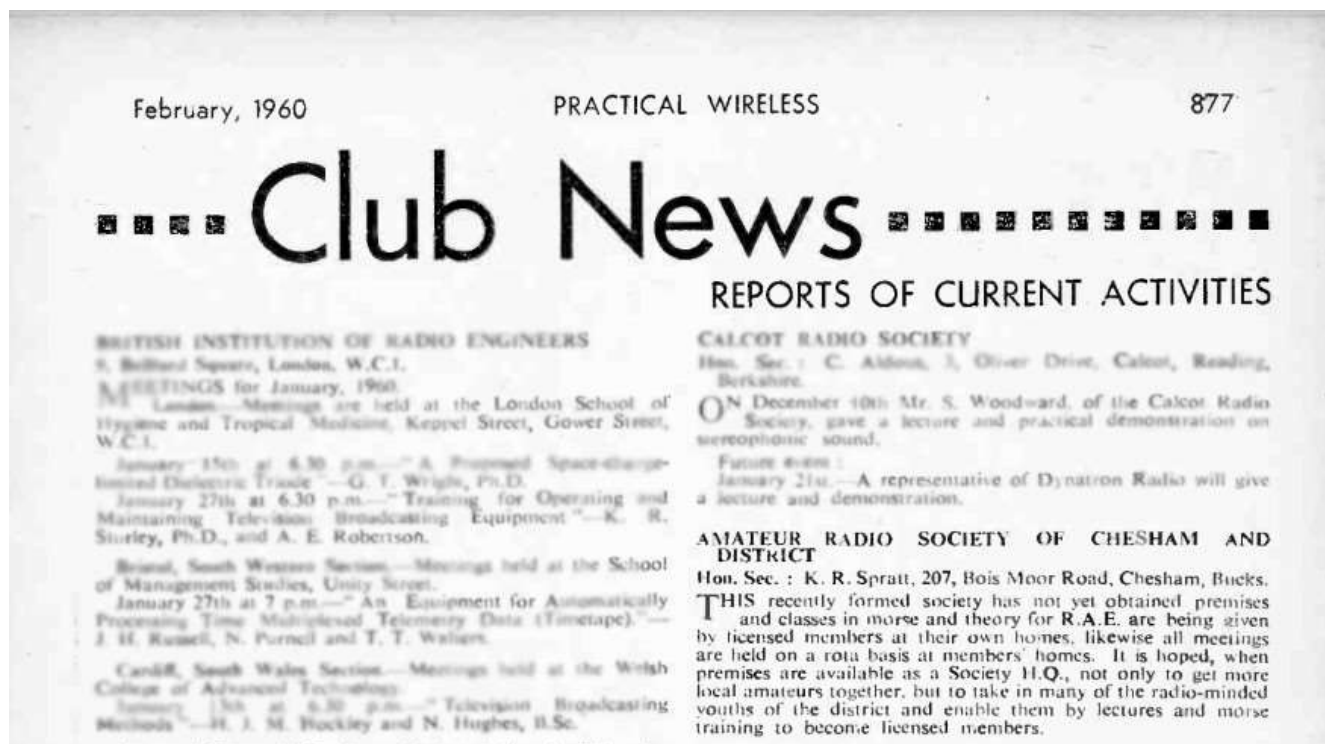 February, 1960
PRACTICAL WIRELESS
877
Club News
REPORTS OF CURRENT ACTIVITIES
BRITISH INSTITUTION OF RADIO ENGINEERS
9, Bedford Square, London, W.C.1.
MEETINGS for January, 1960.
London.—Meetings are held at the London School of
Hygiene and Tropical Medicine, Keppel Street, Gower Street,
W.C.1.
January 15th at 6.30 p.m.—"A Proposed Space-charge-
limited Dielectric Triode"—G. T. Wright, Ph.D.
January 27th at 6.30 p.m.—"Training for Operating and
Maintaining Television Broadcasting Equipment"—K. R.
Sturley, Ph.D., and A. E. Robertson.
Bristol, South Western Section.—Meetings held at the School
of Management Studies, Unity Street.
January 27th at 7 p.m.—"An Equipment for Automatically
Processing Time Multiplexed Telemetry Data (Timetape)."—
J. H. Russell, N. Purnell and T. T. Walters.
Cardiff, South Wales Section.—Meetings held at the Welsh
College of Advanced Technology.
January 13th at 6.30 p.m.—"Television Broadcasting
Methods"—H. J. M. Hockley and N. Hughes, B.Sc.
CALCOT RADIO SOCIETY
Hon. Sec.: C. Aldous, 3, Oliver Drive, Calcot, Reading,
Berkshire.
ON December 10th Mr. S. Woodward, of the Calcot Radio
Society, gave a lecture and practical demonstration on
stereophonic sound.
Future event:
January 21st.—A representative of Dynatron Radio will give
a lecture and demonstration.
AMATEUR RADIO SOCIETY OF CHESHAM AND
DISTRICT
Hon. Sec.: K. R. Spratt, 207, Bois Moor Road, Chesham, Bucks.
THIS recently formed society has not yet obtained premises
and classes in morse and theory for R.A.E. are being given
by licensed members at their own homes, likewise all meetings
are held on a rota basis at members' homes. It is hoped, when
premises are available as a Society H.Q., not only to get more
local amateurs together, but to take in many of the radio-minded
youths of the district and enable them by lectures and morse
training to become licensed members.